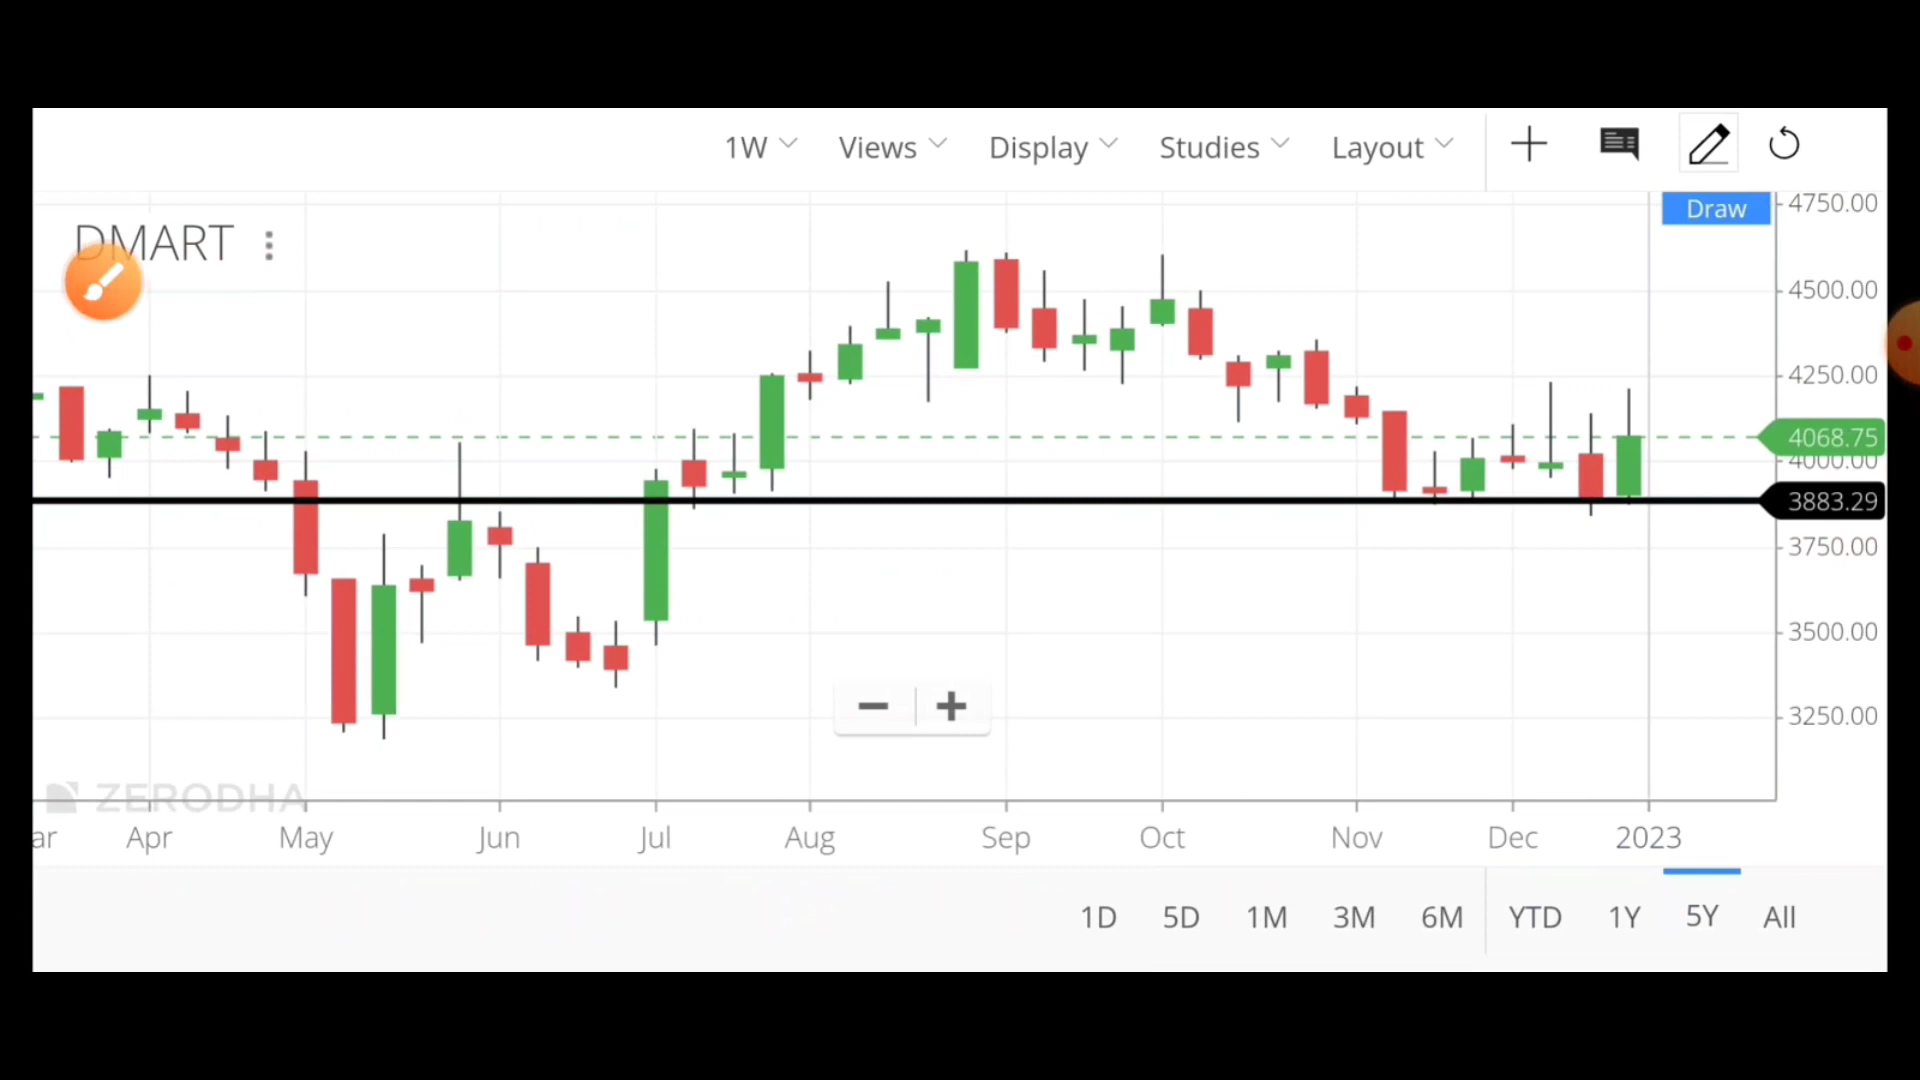 1W Views Display Studies Layout
Draw
DMART
4750.00
4500.00
4250.00
4068.75
4000.00
3883.29
3750.00
3500.00
3250.00
ZERODHA
ar Apr May Jun Jul Aug Sep Oct Nov Dec 2023
1D 5D 1M 3M 6M YTD 1Y 5Y All